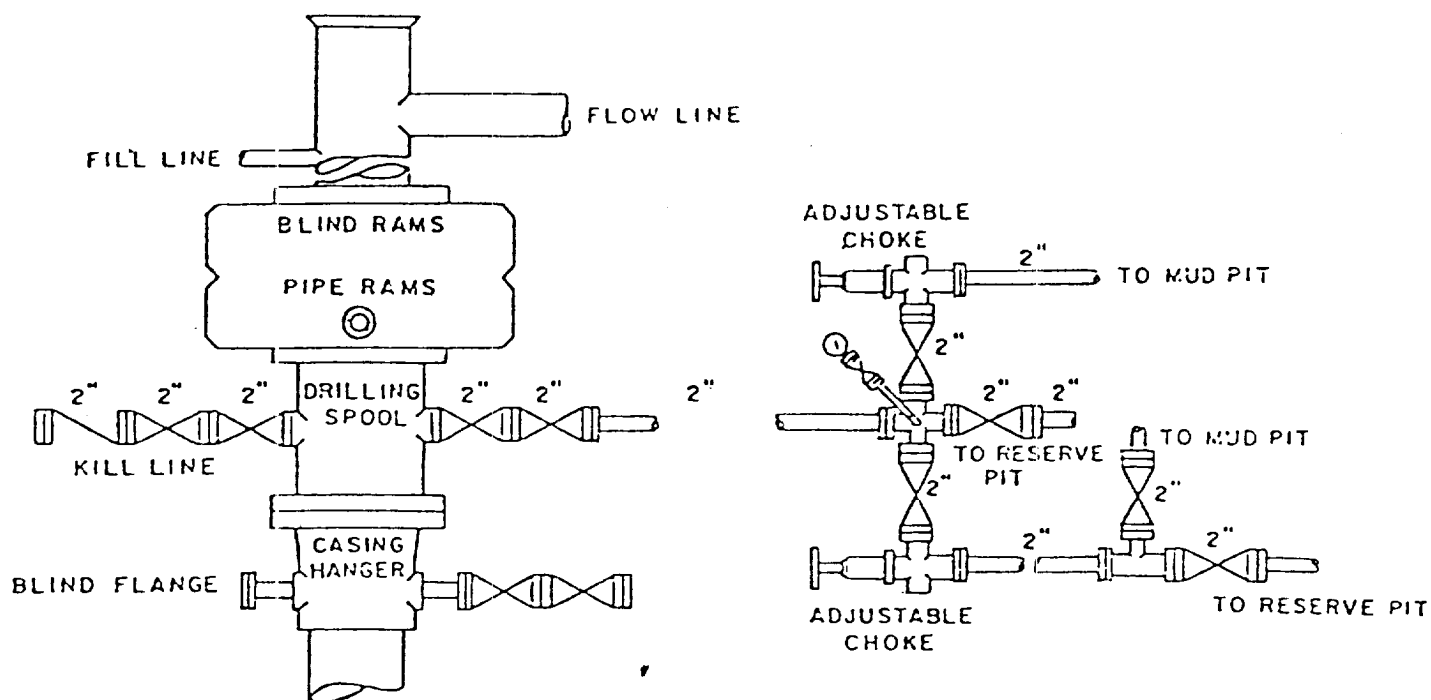 FLOW LINE
FILL LINE
BLIND RAMS
PIPE RAMS
2" 2" 2"
DRILLING
SPOOL
2" 2" 2"
KILL LINE
CASING
HANGER
BLIND FLANGE
ADJUSTABLE
CHOKE
2"
TO MUD PIT
2"
2" 2"
TO RESERVE
PIT
2"
TO MUD PIT
2"
2"
2"
TO RESERVE PIT
ADJUSTABLE
CHOKE